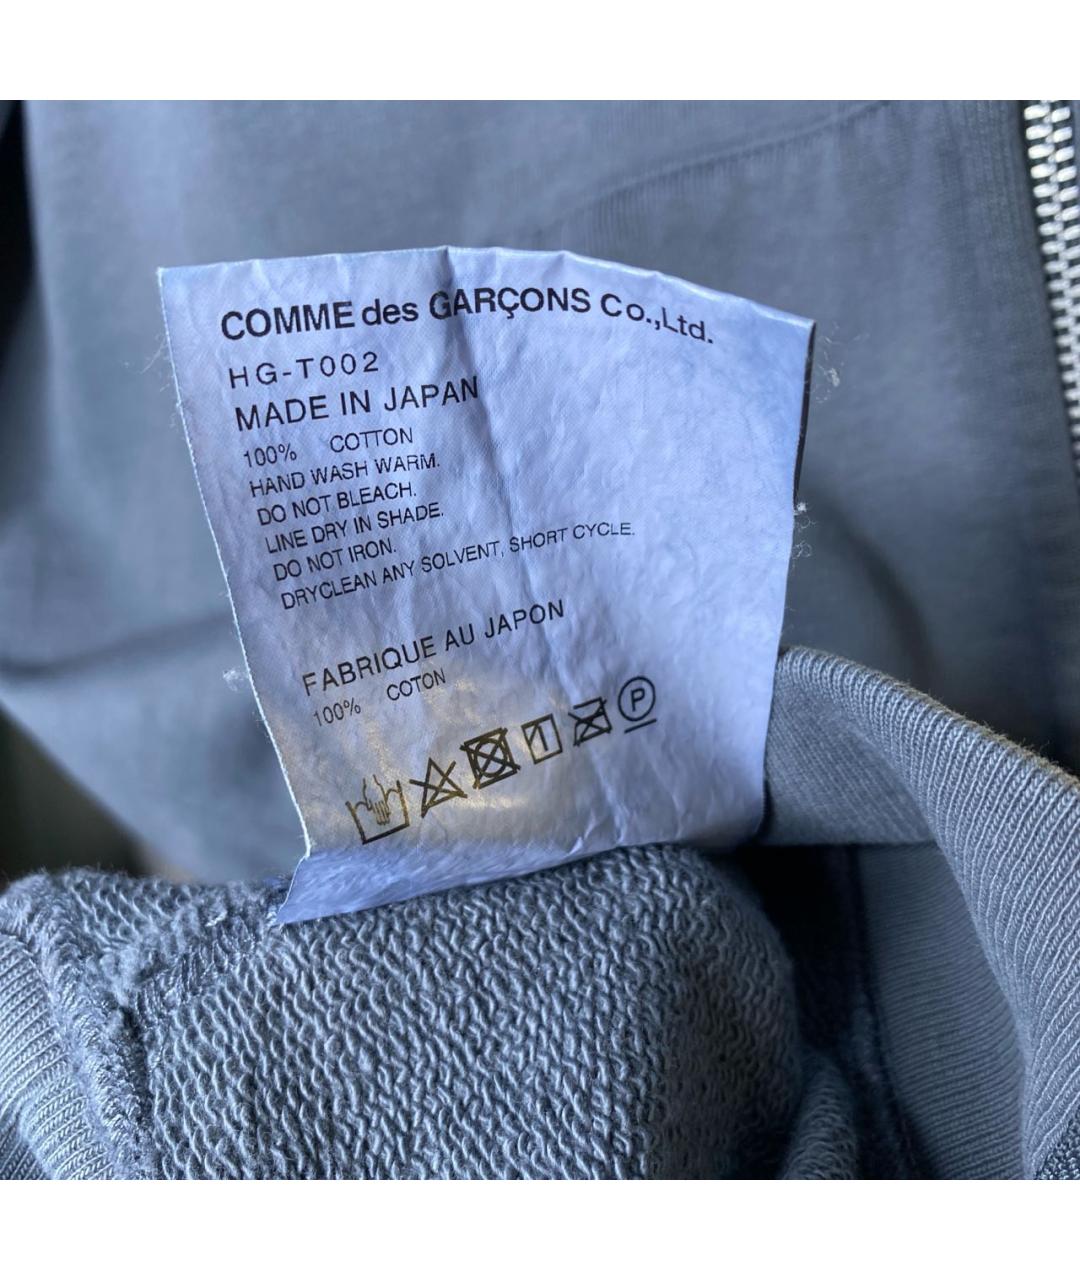 COMME des GARÇONS Co.,Ltd.
HG-T002
MADE IN JAPAN
100% COTTON
HAND WASH WARM.
DO NOT BLEACH.
LINE DRY IN SHADE.
DO NOT IRON.
DRYCLEAN ANY SOLVENT, SHORT CYCLE.
FABRIQUE AU JAPON
100% COTON
P